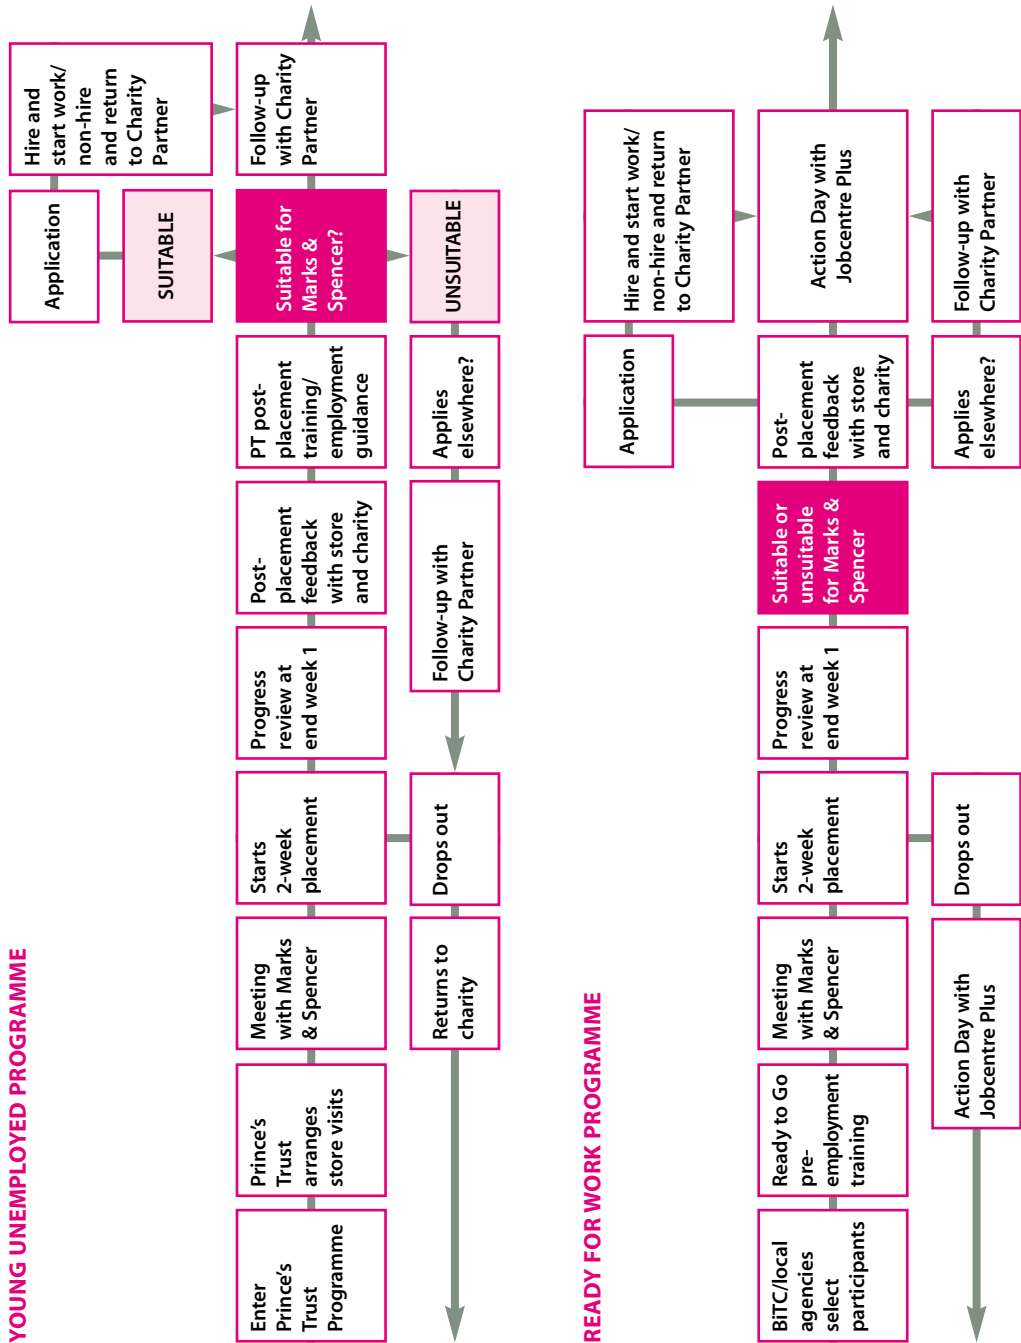 YOUNG UNEMPLOYED PROGRAMME
Enter
Prince's
Trust
Programme
Prince's
Trust
arranges
store visits
Meeting
with Marks
& Spencer
Starts
2-week
placement
Progress
review at
end week 1
Post-
placement
feedback
with store
and charity
PT post-
placement
training/
employment
guidance
Suitable for
Marks &
Spencer?
SUITABLE
Application
Hire and
start work/
non-hire
and return
to Charity
Partner
Follow-up
with Charity
Partner
UNSUITABLE
Applies
elsewhere?
Follow-up with
Charity Partner
Drops out
Returns to
charity
READY FOR WORK PROGRAMME
BiTC/local
agencies
select
participants
Ready to Go
pre-
employment
training
Meeting
with Marks
& Spencer
Starts
2-week
placement
Progress
review at
end week 1
Suitable or
unsuitable
for Marks &
Spencer
Post-
placement
feedback
with store
and charity
Application
Hire and start work/
non-hire and return
to Charity Partner
Action Day with
Jobcentre Plus
Applies
elsewhere?
Follow-up with
Charity Partner
Drops out
Action Day with
Jobcentre Plus